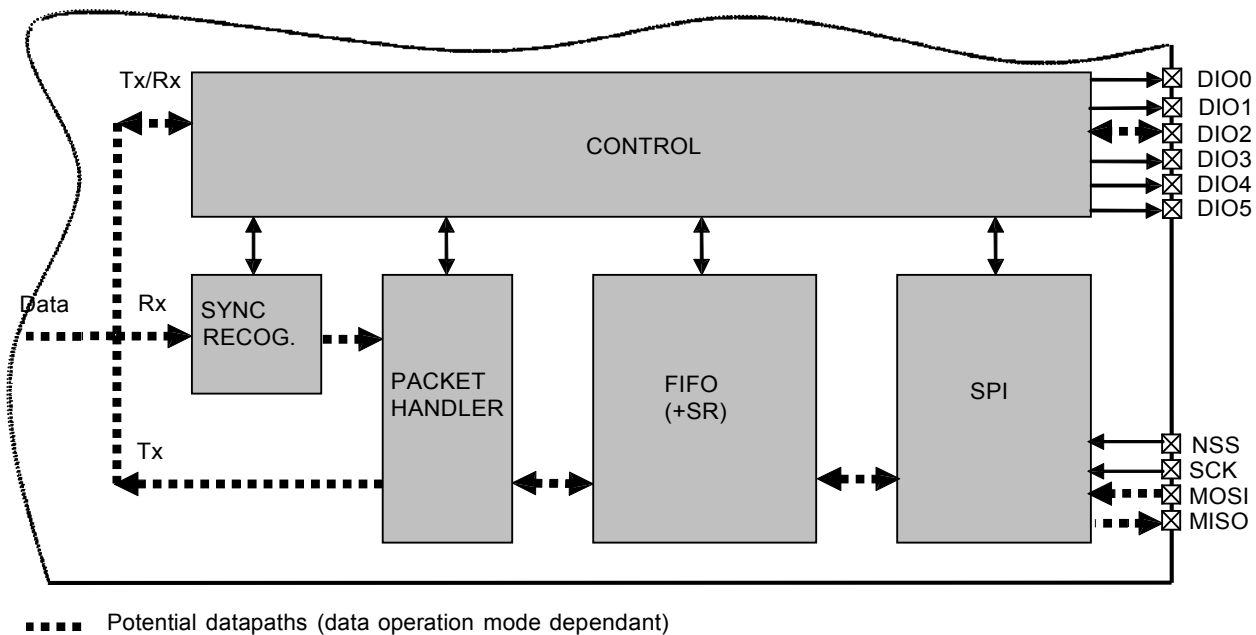 Tx/Rx
CONTROL
DIO0
DIO1
DIO2
DIO3
DIO4
DIO5
Data
Rx
SYNC
RECOG.
PACKET
HANDLER
FIFO
(+SR)
SPI
Tx
NSS
SCK
MOSI
MISO
Potential datapaths (data operation mode dependant)